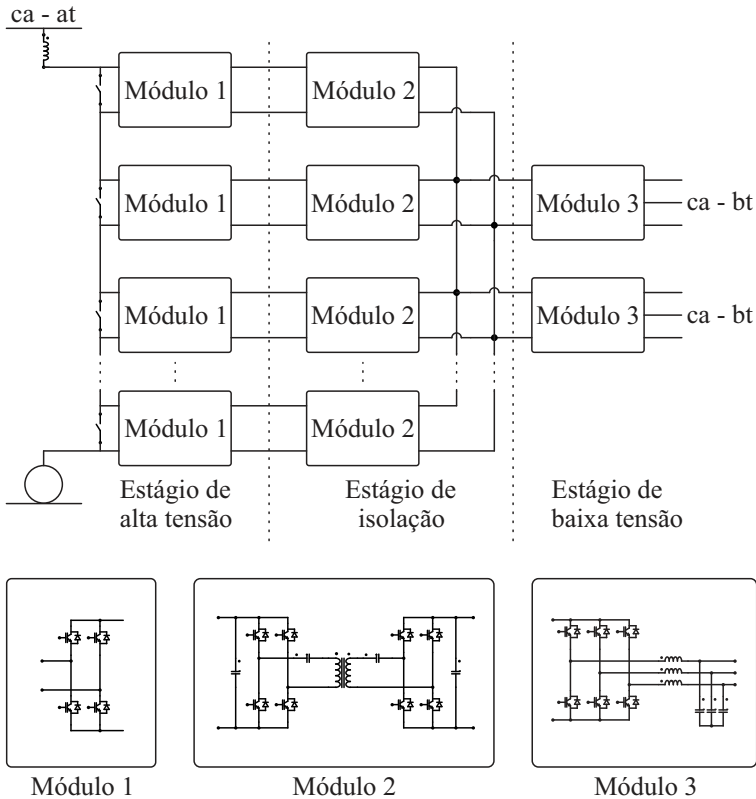 ca - at
Módulo 1
Módulo 2
Módulo 1
Módulo 2
Módulo 3
ca - bt
Módulo 1
Módulo 2
Módulo 3
ca - bt
Módulo 1
Módulo 2
Estágio de
alta tensão
Estágio de
isolação
Estágio de
baixa tensão
Módulo 1
Módulo 2
Módulo 3